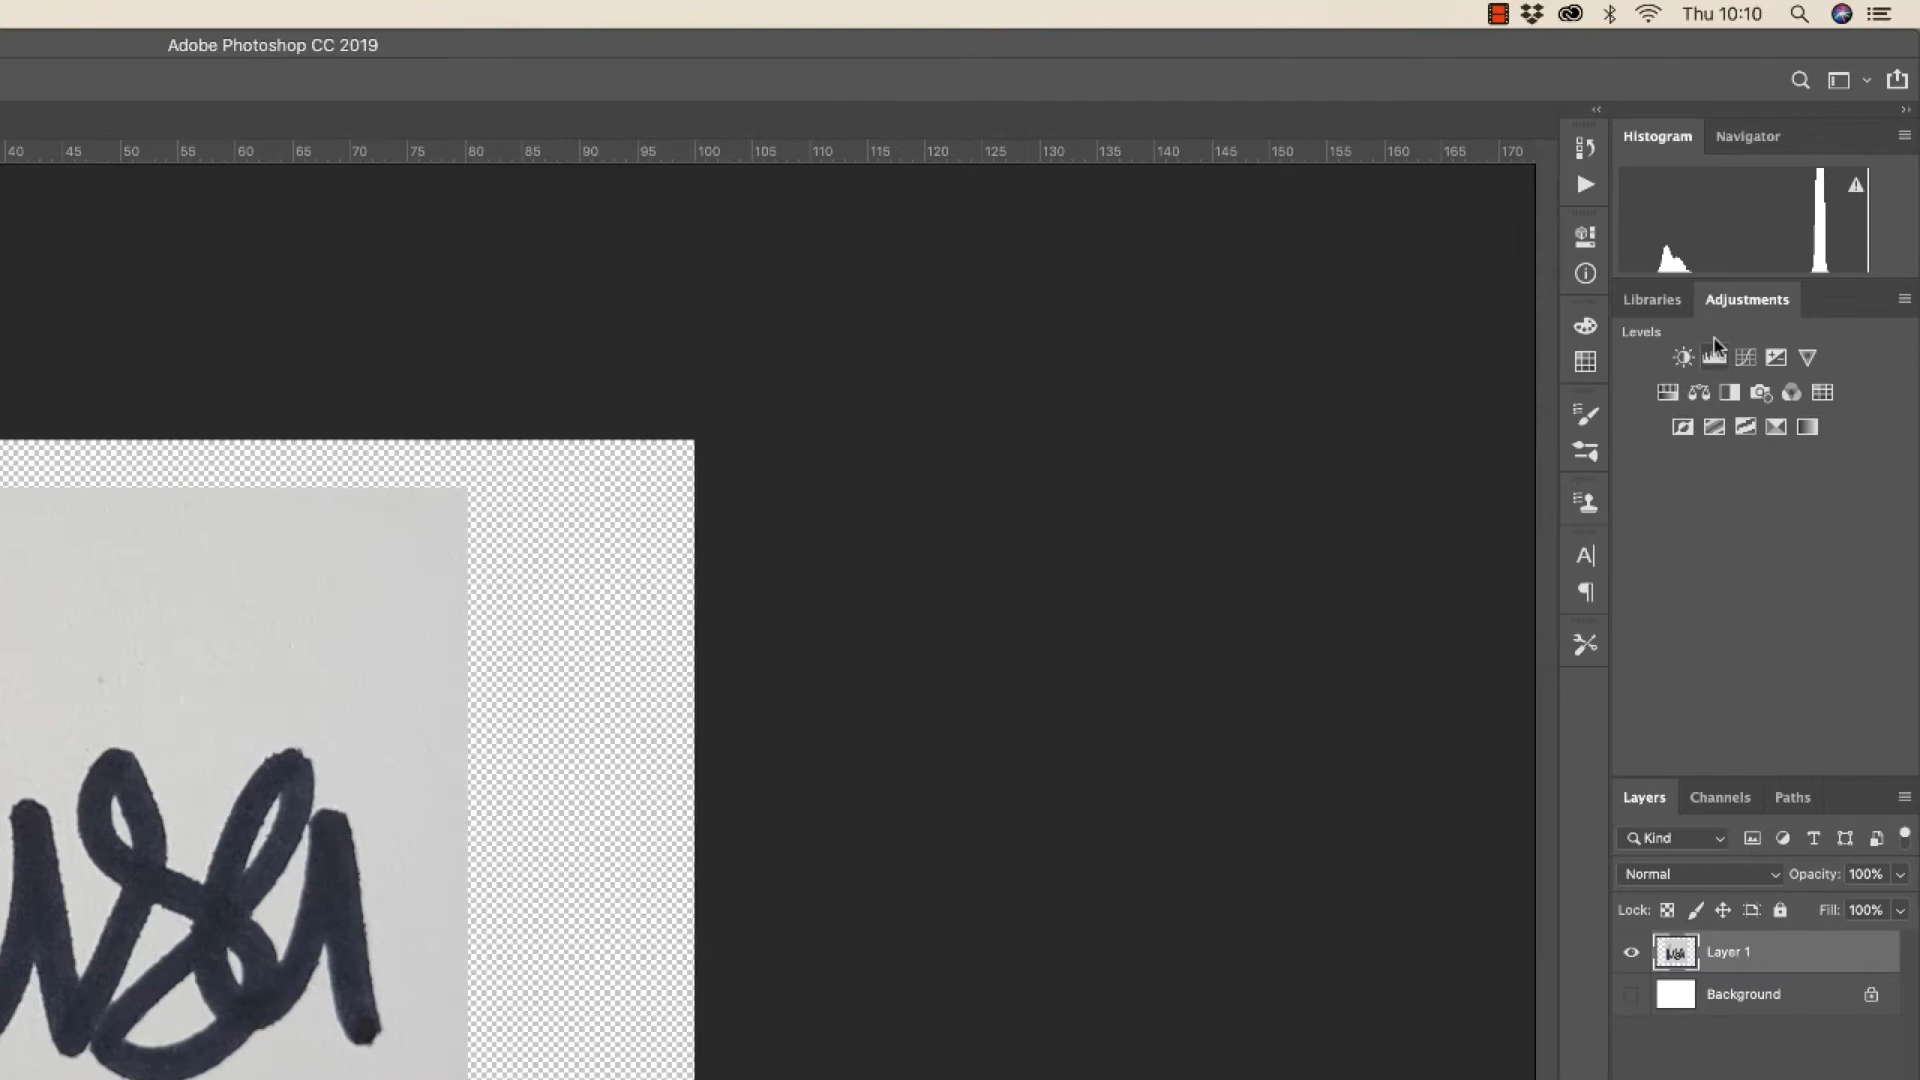 Thu 10:10
Adobe Photoshop CC 2019
40 45 50 55 60 65 70 75 80 85 90 95 100 105 110 115 120 125 130 135 140 145 150 155 160 165 170
Histogram Navigator
Libraries Adjustments
Levels
A
Layers Channels Paths
Kind T
Normal Opacity: 100%
Lock: Fill: 100%
Layer 1
Background